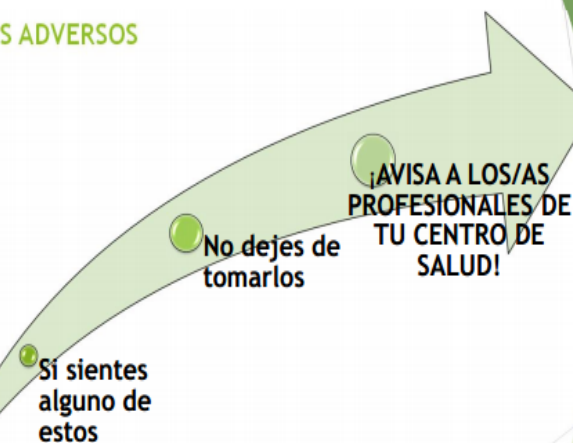 S ADVERSOS
¡AVISA A LOS/AS
PROFESIONALES DE
TU CENTRO DE
SALUD!
No dejes de
tomarlos
Si sientes
alguno de
estos